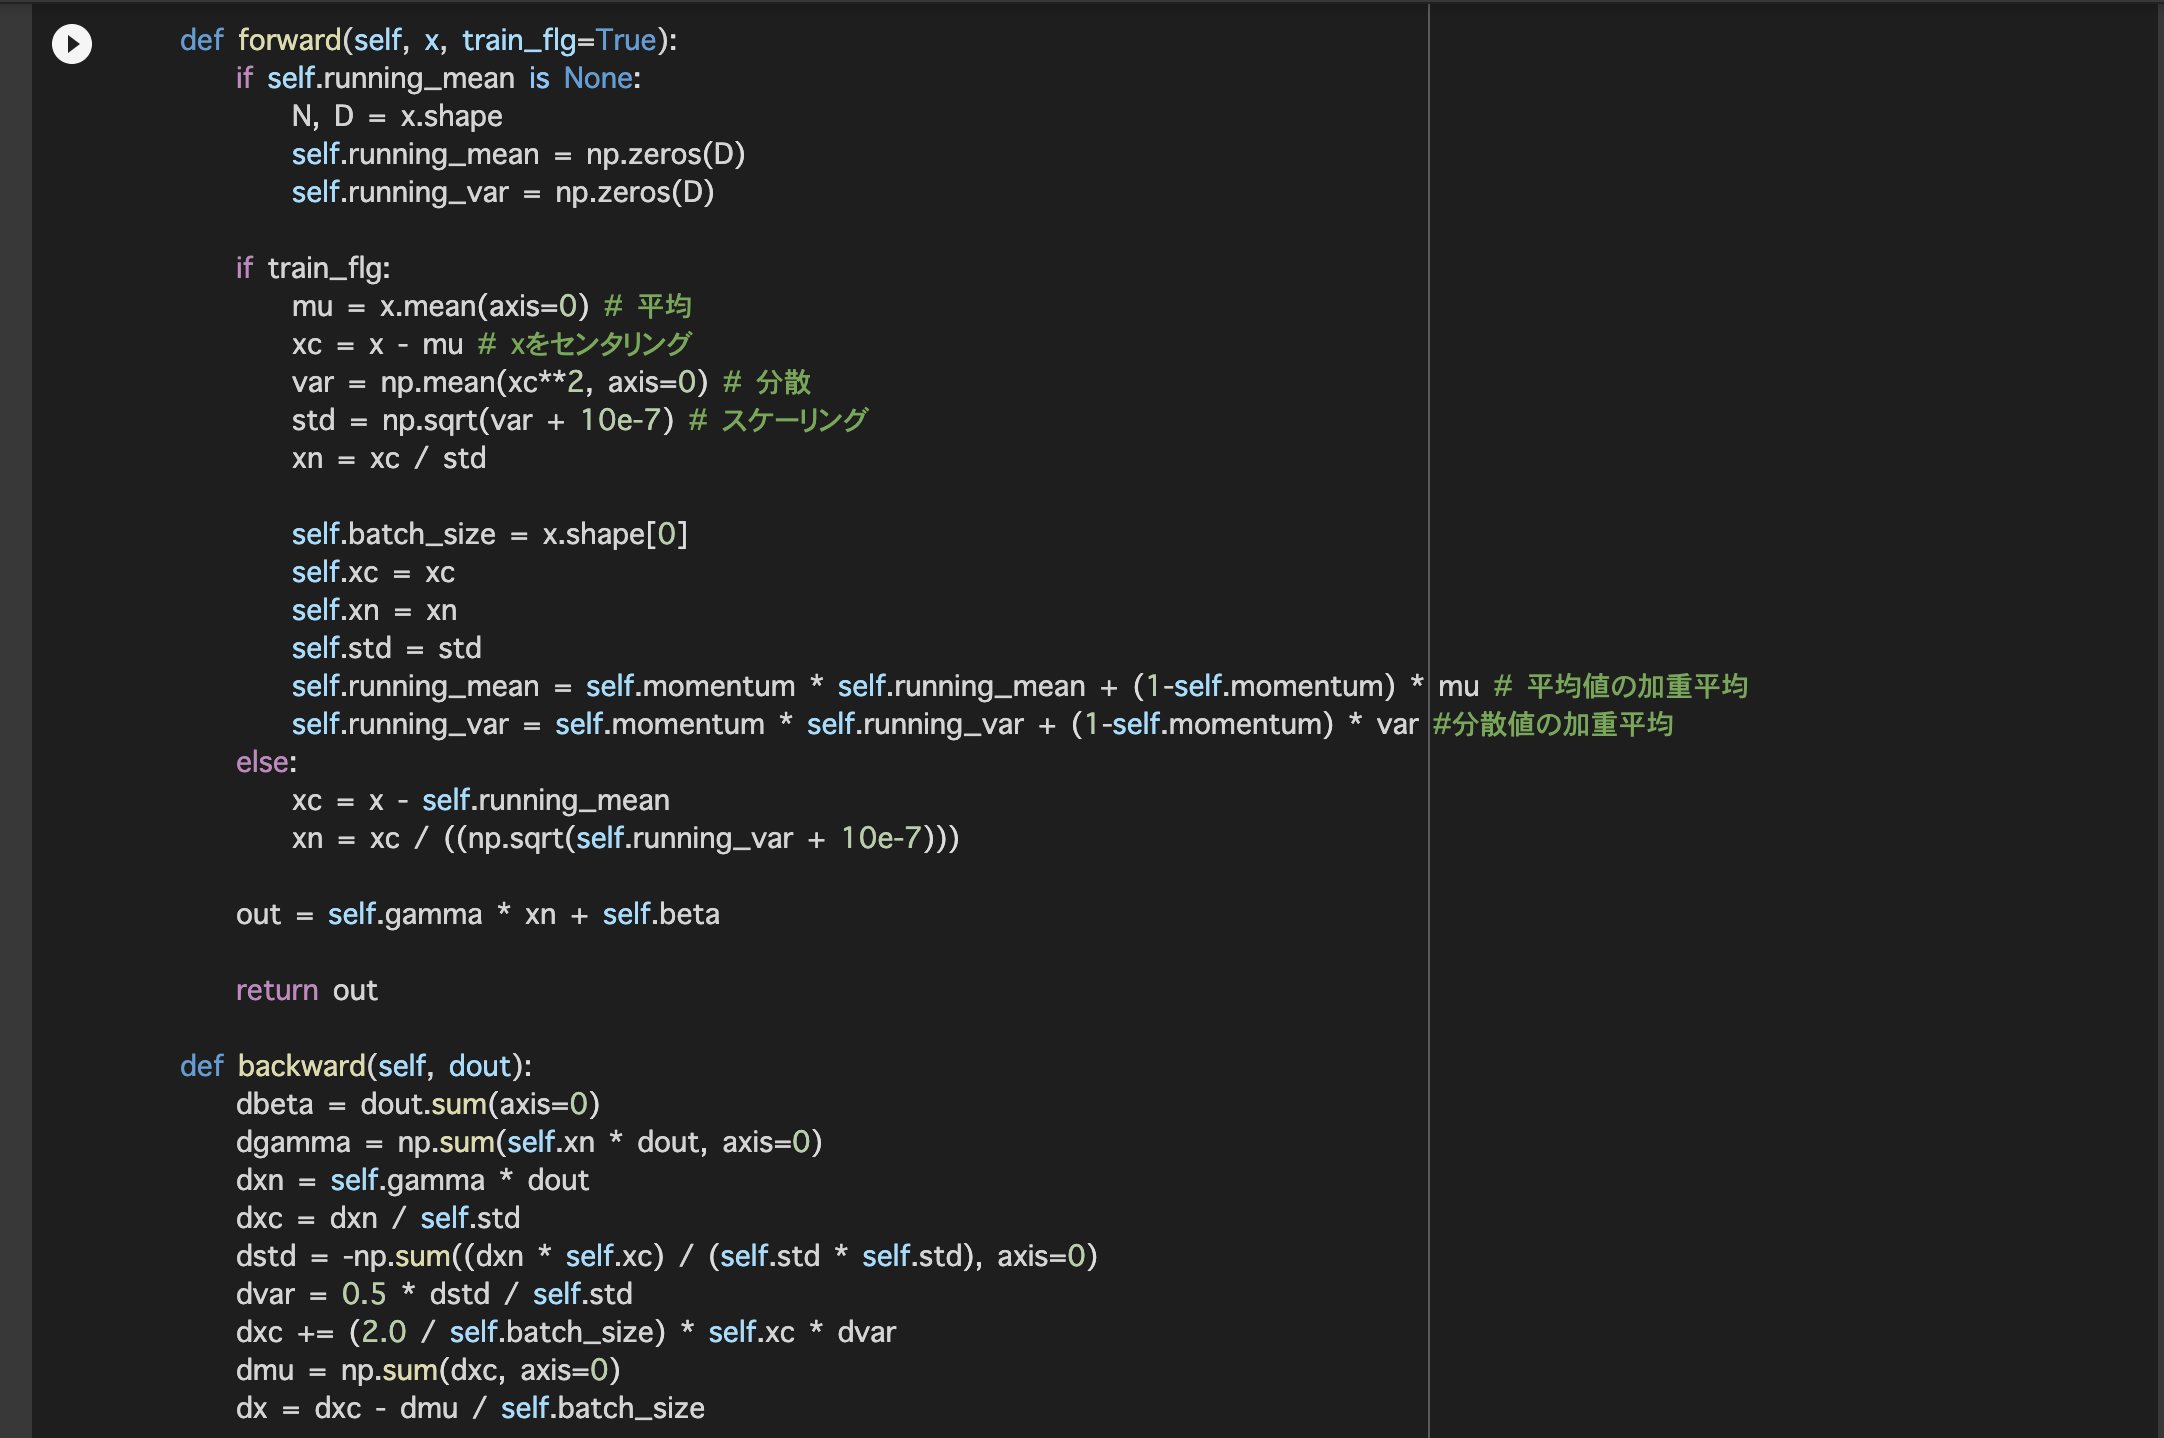 def forward(self, x, train_flg=True):
if self.running_mean is None:
N, D = x.shape
self.running_mean = np.zeros(D)
self.running_var = np.zeros(D)
if train_flg:
mu = x.mean(axis=0) # 平均
xc = x - mu # xをセンタリング
var = np.mean(xc**2, axis=0) # 分散
std = np.sqrt(var + 10e-7) # スケーリング
xn = xc / std
self.batch_size = x.shape[0]
self.xc = xc
self.xn = xn
self.std = std
self.running_mean = self.momentum * self.running_mean + (1-self.momentum) * mu # 平均値の加重平均
self.running_var = self.momentum * self.running_var + (1-self.momentum) * var #分散値の加重平均
else:
xc = x - self.running_mean
xn = xc / ((np.sqrt(self.running_var + 10e-7)))
out = self.gamma * xn + self.beta
return out
def backward(self, dout):
dbeta = dout.sum(axis=0)
dgamma = np.sum(self.xn * dout, axis=0)
dxn = self.gamma * dout
dxc = dxn / self.std
dstd = -np.sum((dxn * self.xc) / (self.std * self.std), axis=0)
dvar = 0.5 * dstd / self.std
dxc += (2.0 / self.batch_size) * self.xc * dvar
dmu = np.sum(dxc, axis=0)
dx = dxc - dmu / self.batch_size